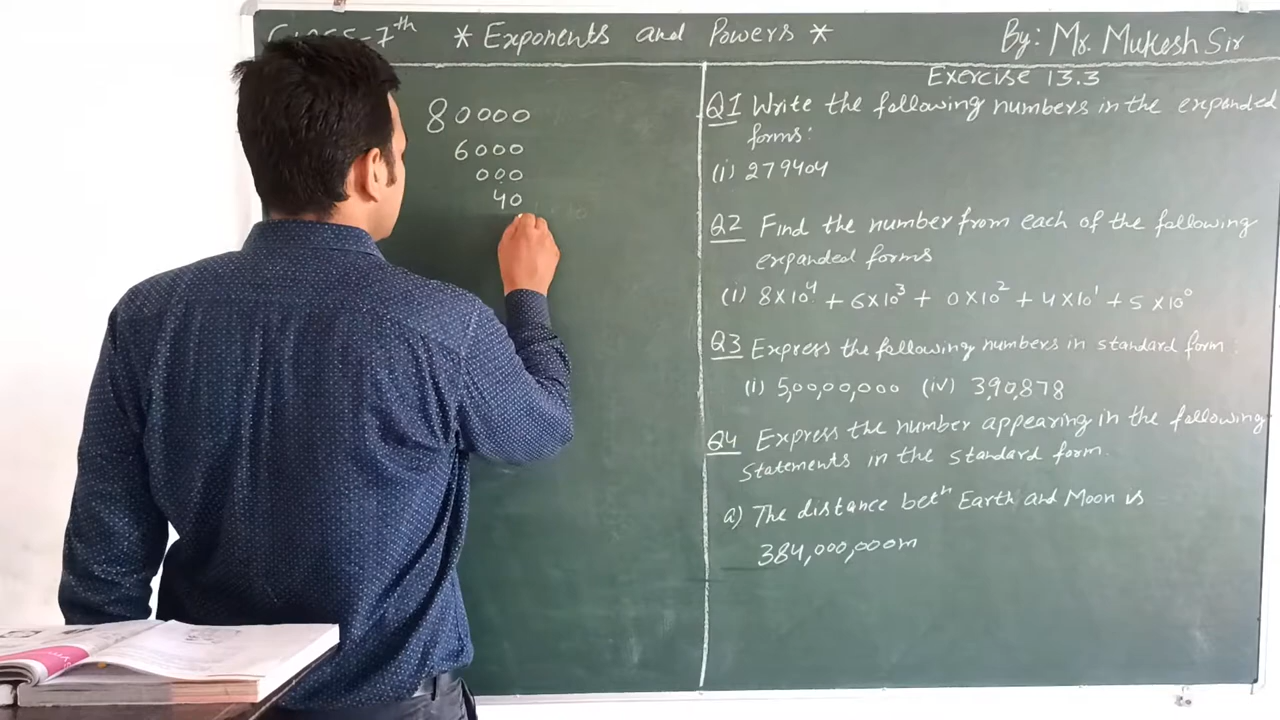 7th * Exponents and Powers * By: Mr. Mukesh Sir
80000
6000
000
40
Exercise 13.3
Q1 Write the following numbers in the expanded
forms:
(i) 279404
Q2 Find the number from each of the following
expanded forms
(i) 8×10⁴ + 6×10³ + 0×10² + 4×10¹ + 5×10⁰
Q3 Express the following numbers in standard form:
(i) 5,00,00,000 (iv) 3,90,878
Q4 Express the number appearing in the following
statements in the standard form.
a) The distance betⁿ Earth and Moon is
384,000,000m